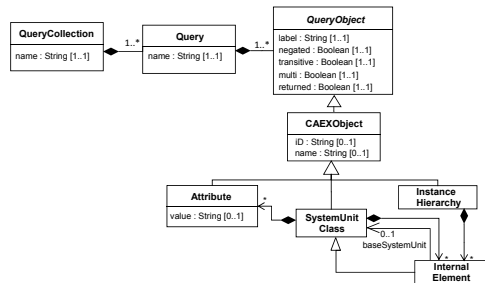 QueryObject
label : String [1..1]
negated : Boolean [1..1]
transitive : Boolean [1..1]
multi : Boolean [1..1]
returned : Boolean [1..1]
QueryCollection
name : String [1..1]
1..*
Query
name : String [1..1]
1..*
CAEXObject
iD : String [0..1]
name : String [0..1]
Attribute
value : String [0..1]
*
SystemUnit
Class
Instance
Hierarchy
0..1
baseSystemUnit
*
*
Internal
Element